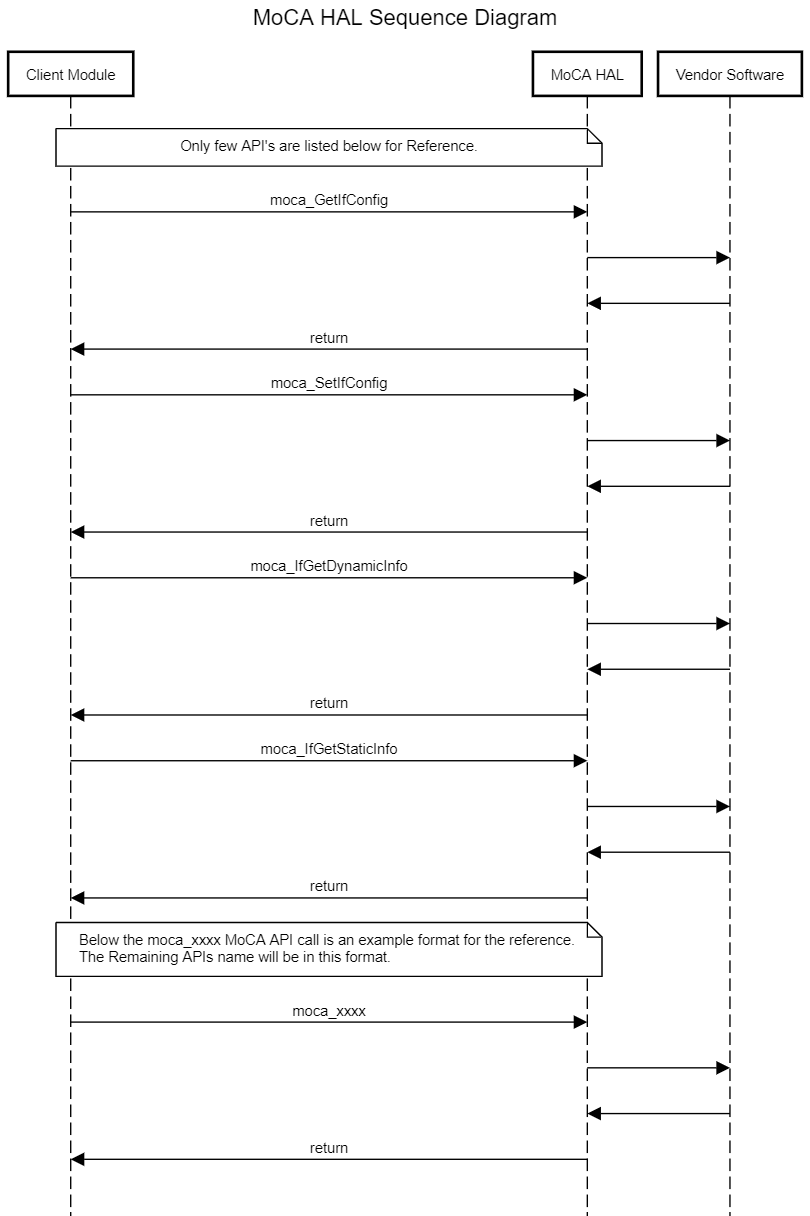 MoCA HAL Sequence Diagram
Client Module
MoCA HAL
Vendor Software
Only few API's are listed below for Reference.
moca_GetIfConfig
return
moca_SetIfConfig
return
moca_IfGetDynamicInfo
return
moca_IfGetStaticInfo
return
Below the moca_xxxx MoCA API call is an example format for the reference.
The Remaining APIs name will be in this format.
moca_xxxx
return